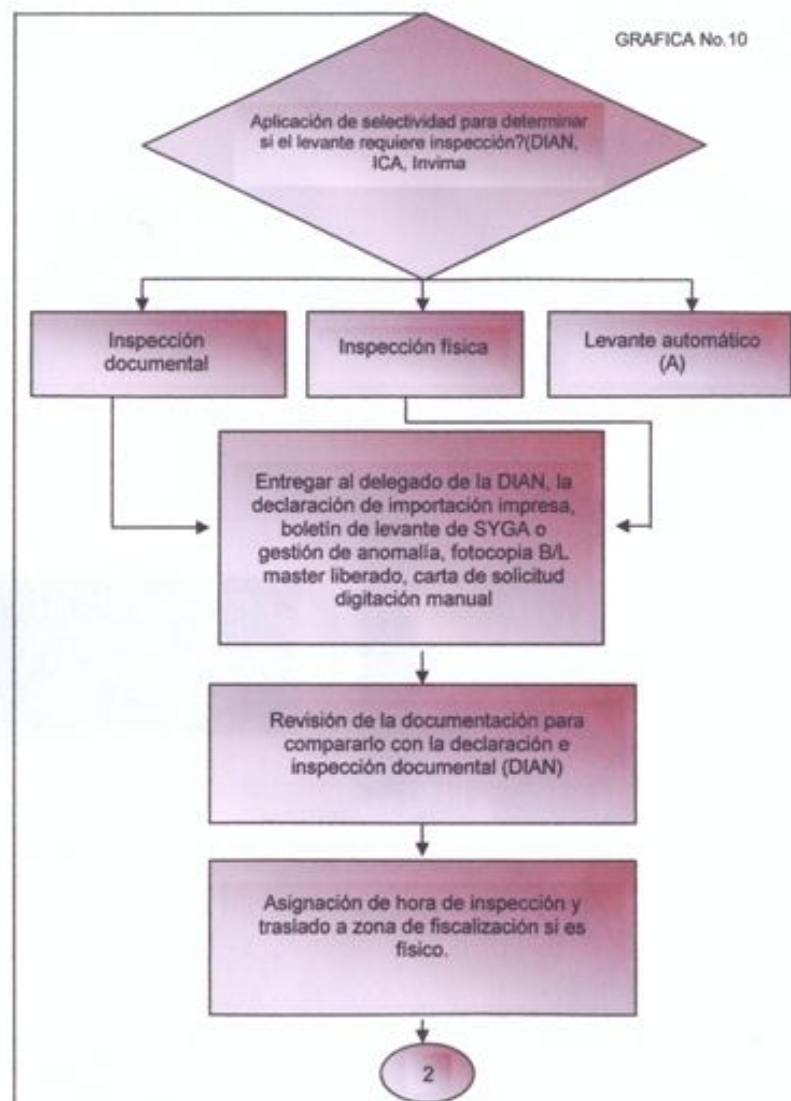 GRAFICA No.10
Aplicación de selectividad para determinar
si el levante requiere inspección?(DIAN,
ICA, Invima
Inspección
documental
Inspección física
Levante automático
(A)
Entregar al delegado de la DIAN, la
declaración de importación impresa,
boletín de levante de SYGA o
gestión de anomalía, fotocopia B/L
master liberado, carta de solicitud
digitación manual
Revisión de la documentación para
compararlo con la declaración e
inspección documental (DIAN)
Asignación de hora de inspección y
traslado a zona de fiscalización si es
físico.
2